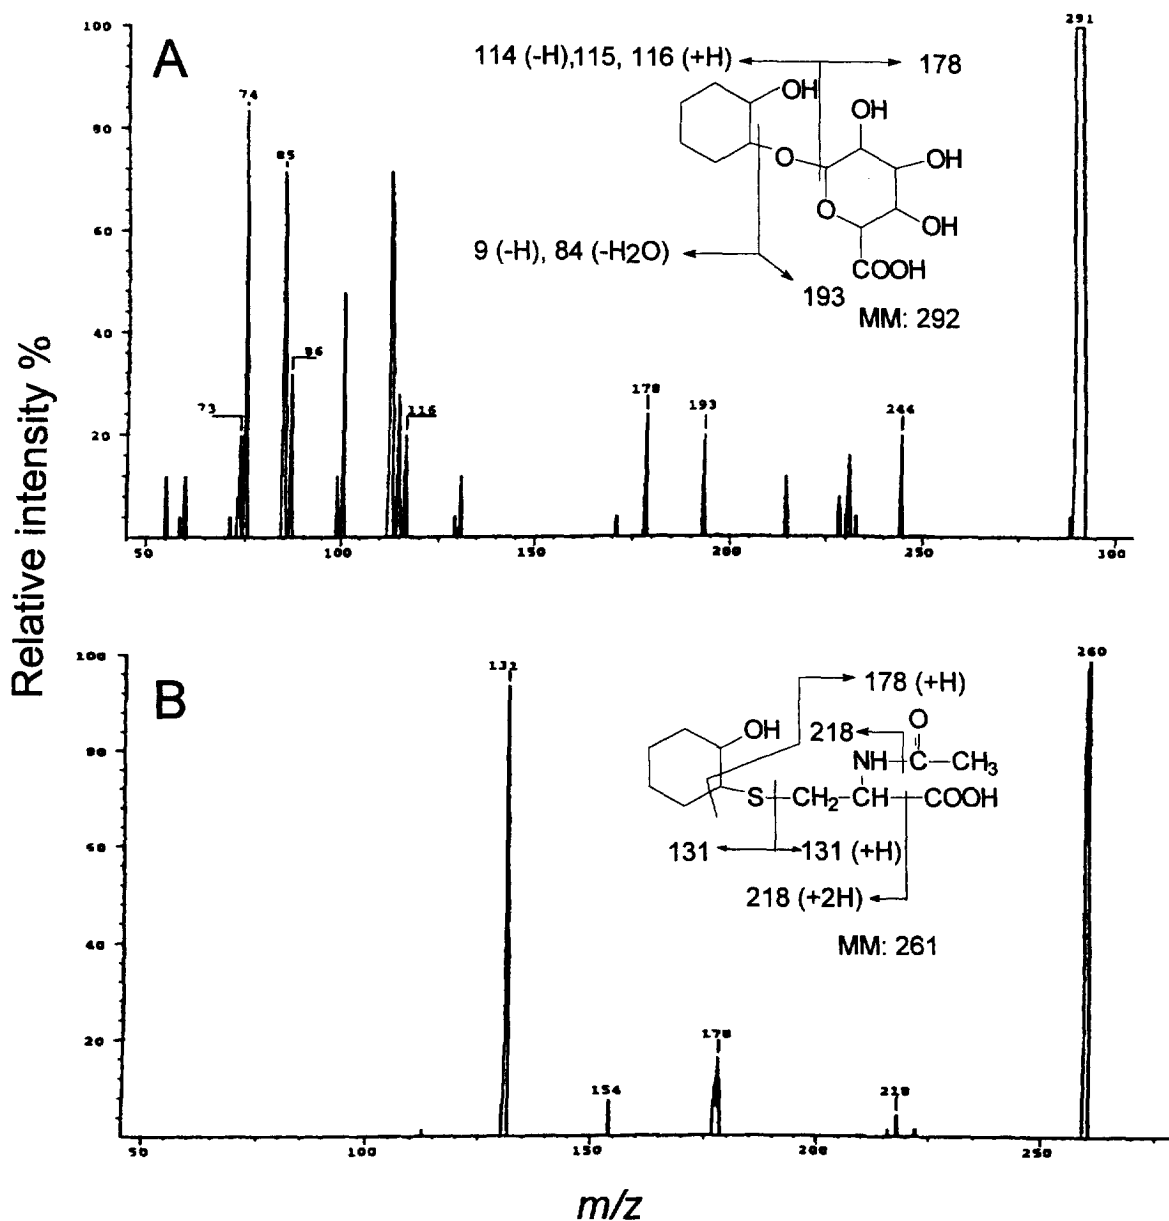 Relative intensity %
A
100
80
60
40
20
50
100
150
200
250
300
74
85
86
73
116
178
193
244
291
114 (-H),115, 116 (+H)
178
OH
OH
OH
OH
O
O
COOH
9 (-H), 84 (-H2O)
193
MM: 292
B
100
80
60
40
20
50
100
150
200
250
131
154
178
218
260
178 (+H)
218
OH
O
NH-C-CH3
S-CH2-CH-COOH
131
131 (+H)
218 (+2H)
MM: 261
m/z